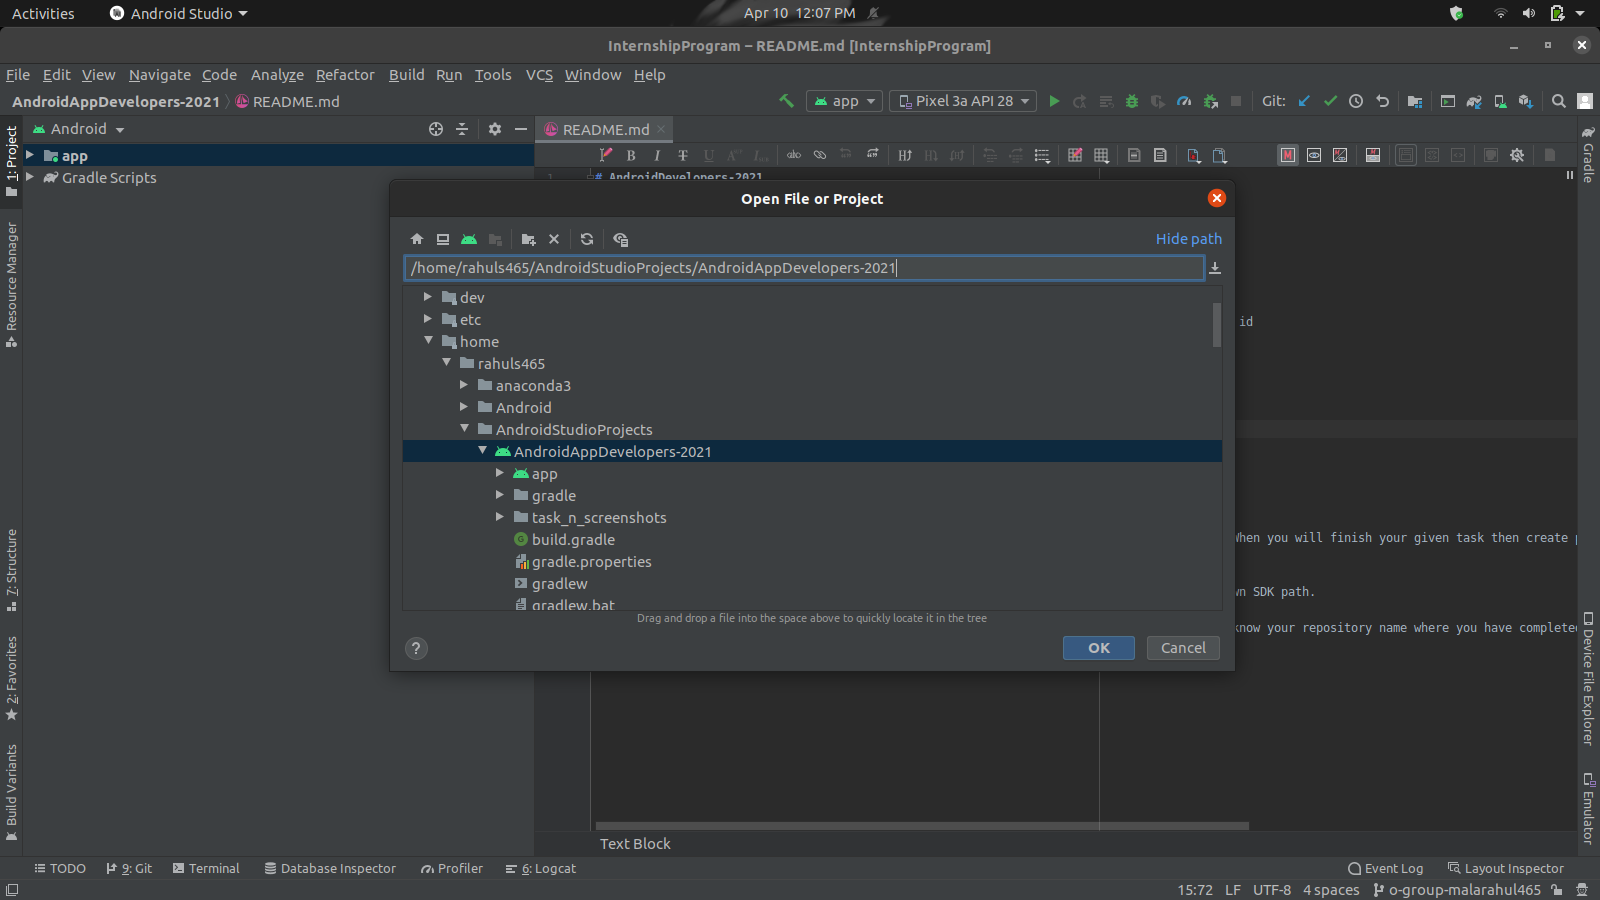 Activities
Android Studio
Apr 10 12:07 PM
InternshipProgram – README.md [InternshipProgram]
File Edit View Navigate Code Analyze Refactor Build Run Tools VCS Window Help
AndroidAppDevelopers-2021 README.md
app
Pixel 3a API 28
Git:
1: Project
Android
README.md
app
Gradle Scripts
1 # AndroidDevelopers-2021
Gradle
Open File or Project
Hide path
/home/rahuls465/AndroidStudioProjects/AndroidAppDevelopers-2021
dev
etc
home
rahuls465
anaconda3
Android
AndroidStudioProjects
AndroidAppDevelopers-2021
app
gradle
task_n_screenshots
build.gradle
gradle.properties
gradlew
gradlew.bat
Drag and drop a file into the space above to quickly locate it in the tree
?
OK
Cancel
id
When you will finish your given task then create
wn SDK path.
know your repository name where you have completed
Resource Manager
7: Structure
2: Favorites
Build Variants
Device File Explorer
Emulator
Text Block
TODO
9: Git
Terminal
Database Inspector
Profiler
6: Logcat
Event Log
Layout Inspector
15:72 LF UTF-8 4 spaces o-group-malarahul465